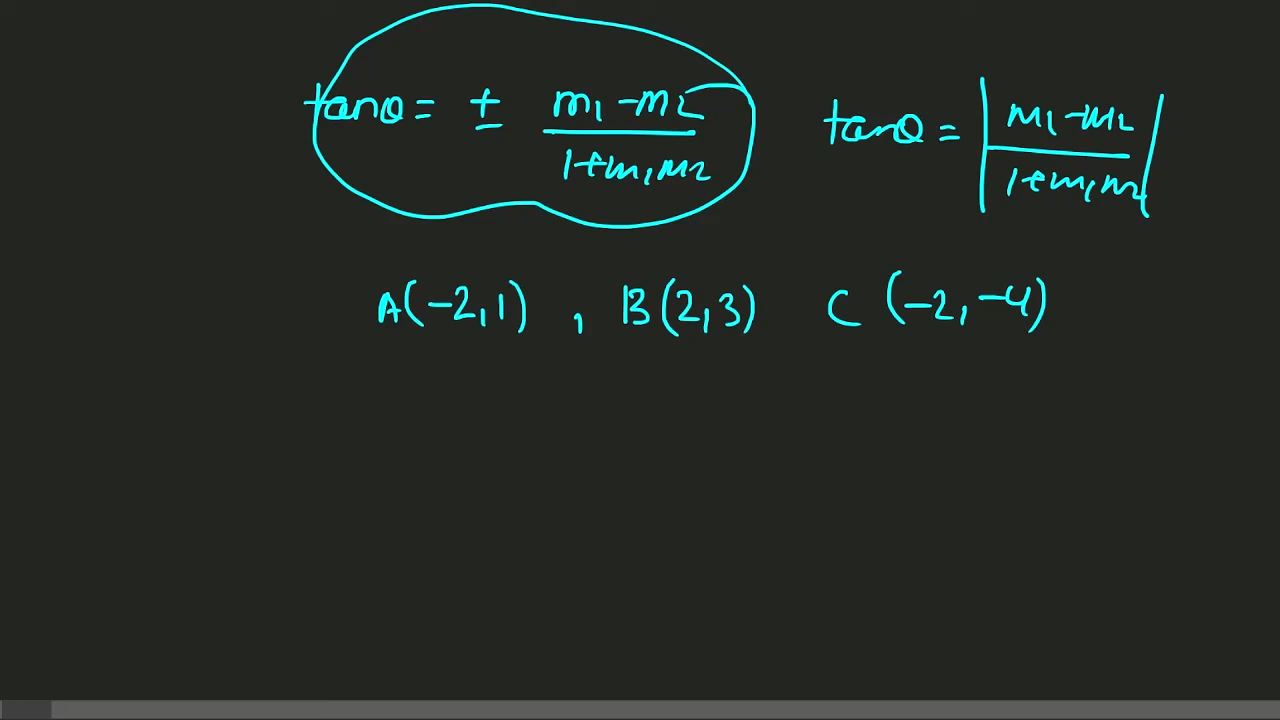 tanθ = ± m1 - m2 / 1+m1m2
tanθ = | m1 - m2 / 1+m1m2 |
A(-2,1) , B(2,3) C(-2,-4)